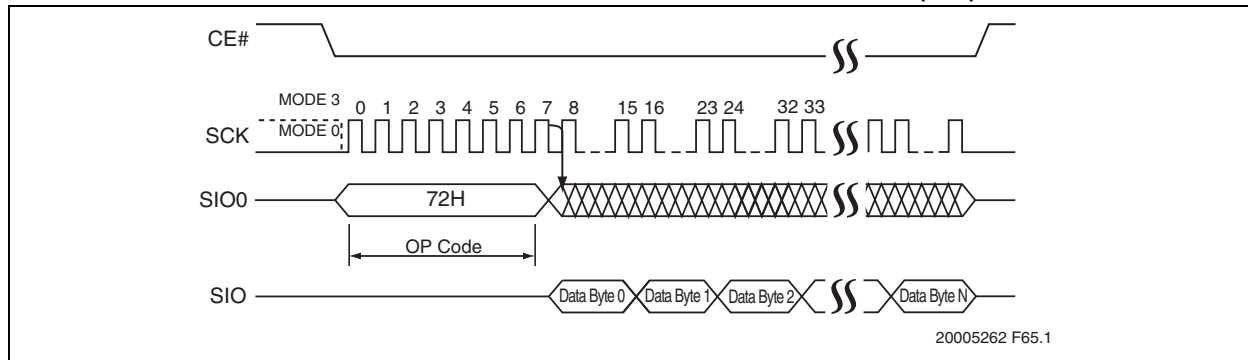 CE#
MODE 3
0 1 2 3 4 5 6 7 8 15 16 23 24 32 33
SCK
MODE 0
SIO0
72H
OP Code
SIO
Data Byte 0
Data Byte 1
Data Byte 2
Data Byte N
20005262 F65.1